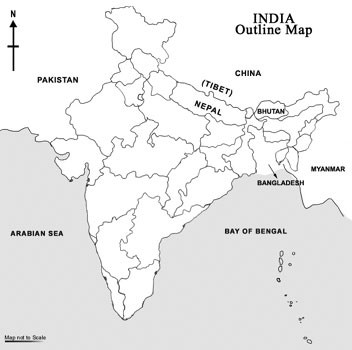 N
INDIA
Outline Map
PAKISTAN
CHINA
(TIBET)
NEPAL
BHUTAN
MYANMAR
BANGLADESH
ARABIAN SEA
BAY OF BENGAL
Map not to Scale